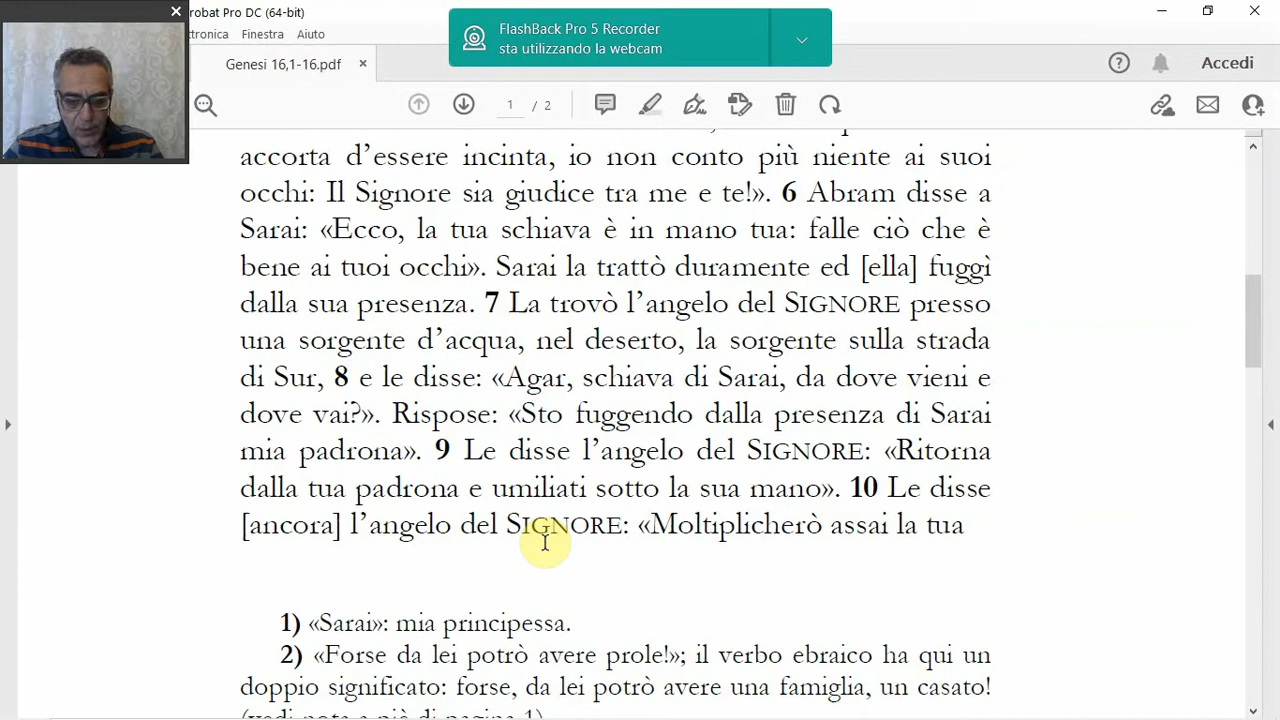 crobat Pro DC (64-bit)
FlashBack Pro 5 Recorder
sta utilizzando la webcam
Finestra Aiuto
Genesi 16,1-16.pdf
Accedi
1 / 2
accorta d'essere incinta, io non conto più niente ai suoi
occhi: Il Signore sia giudice tra me e te!». 6 Abram disse a
Sarai: «Ecco, la tua schiava è in mano tua: falle ciò che è
bene ai tuoi occhi». Sarai la trattò duramente ed [ella] fuggì
dalla sua presenza. 7 La trovò l'angelo del SIGNORE presso
una sorgente d'acqua, nel deserto, la sorgente sulla strada
di Sur, 8 e le disse: «Agar, schiava di Sarai, da dove vieni e
dove vai?». Rispose: «Sto fuggendo dalla presenza di Sarai
mia padrona». 9 Le disse l'angelo del SIGNORE: «Ritorna
dalla tua padrona e umiliati sotto la sua mano». 10 Le disse
[ancora] l'angelo del SIGNORE: «Moltiplicherò assai la tua
1) «Sarai»: mia principessa.
2) «Forse da lei potrò avere prole!»; il verbo ebraico ha qui un
doppio significato: forse, da lei potrò avere una famiglia, un casato!
(vedi nota a piè di pagina 1)